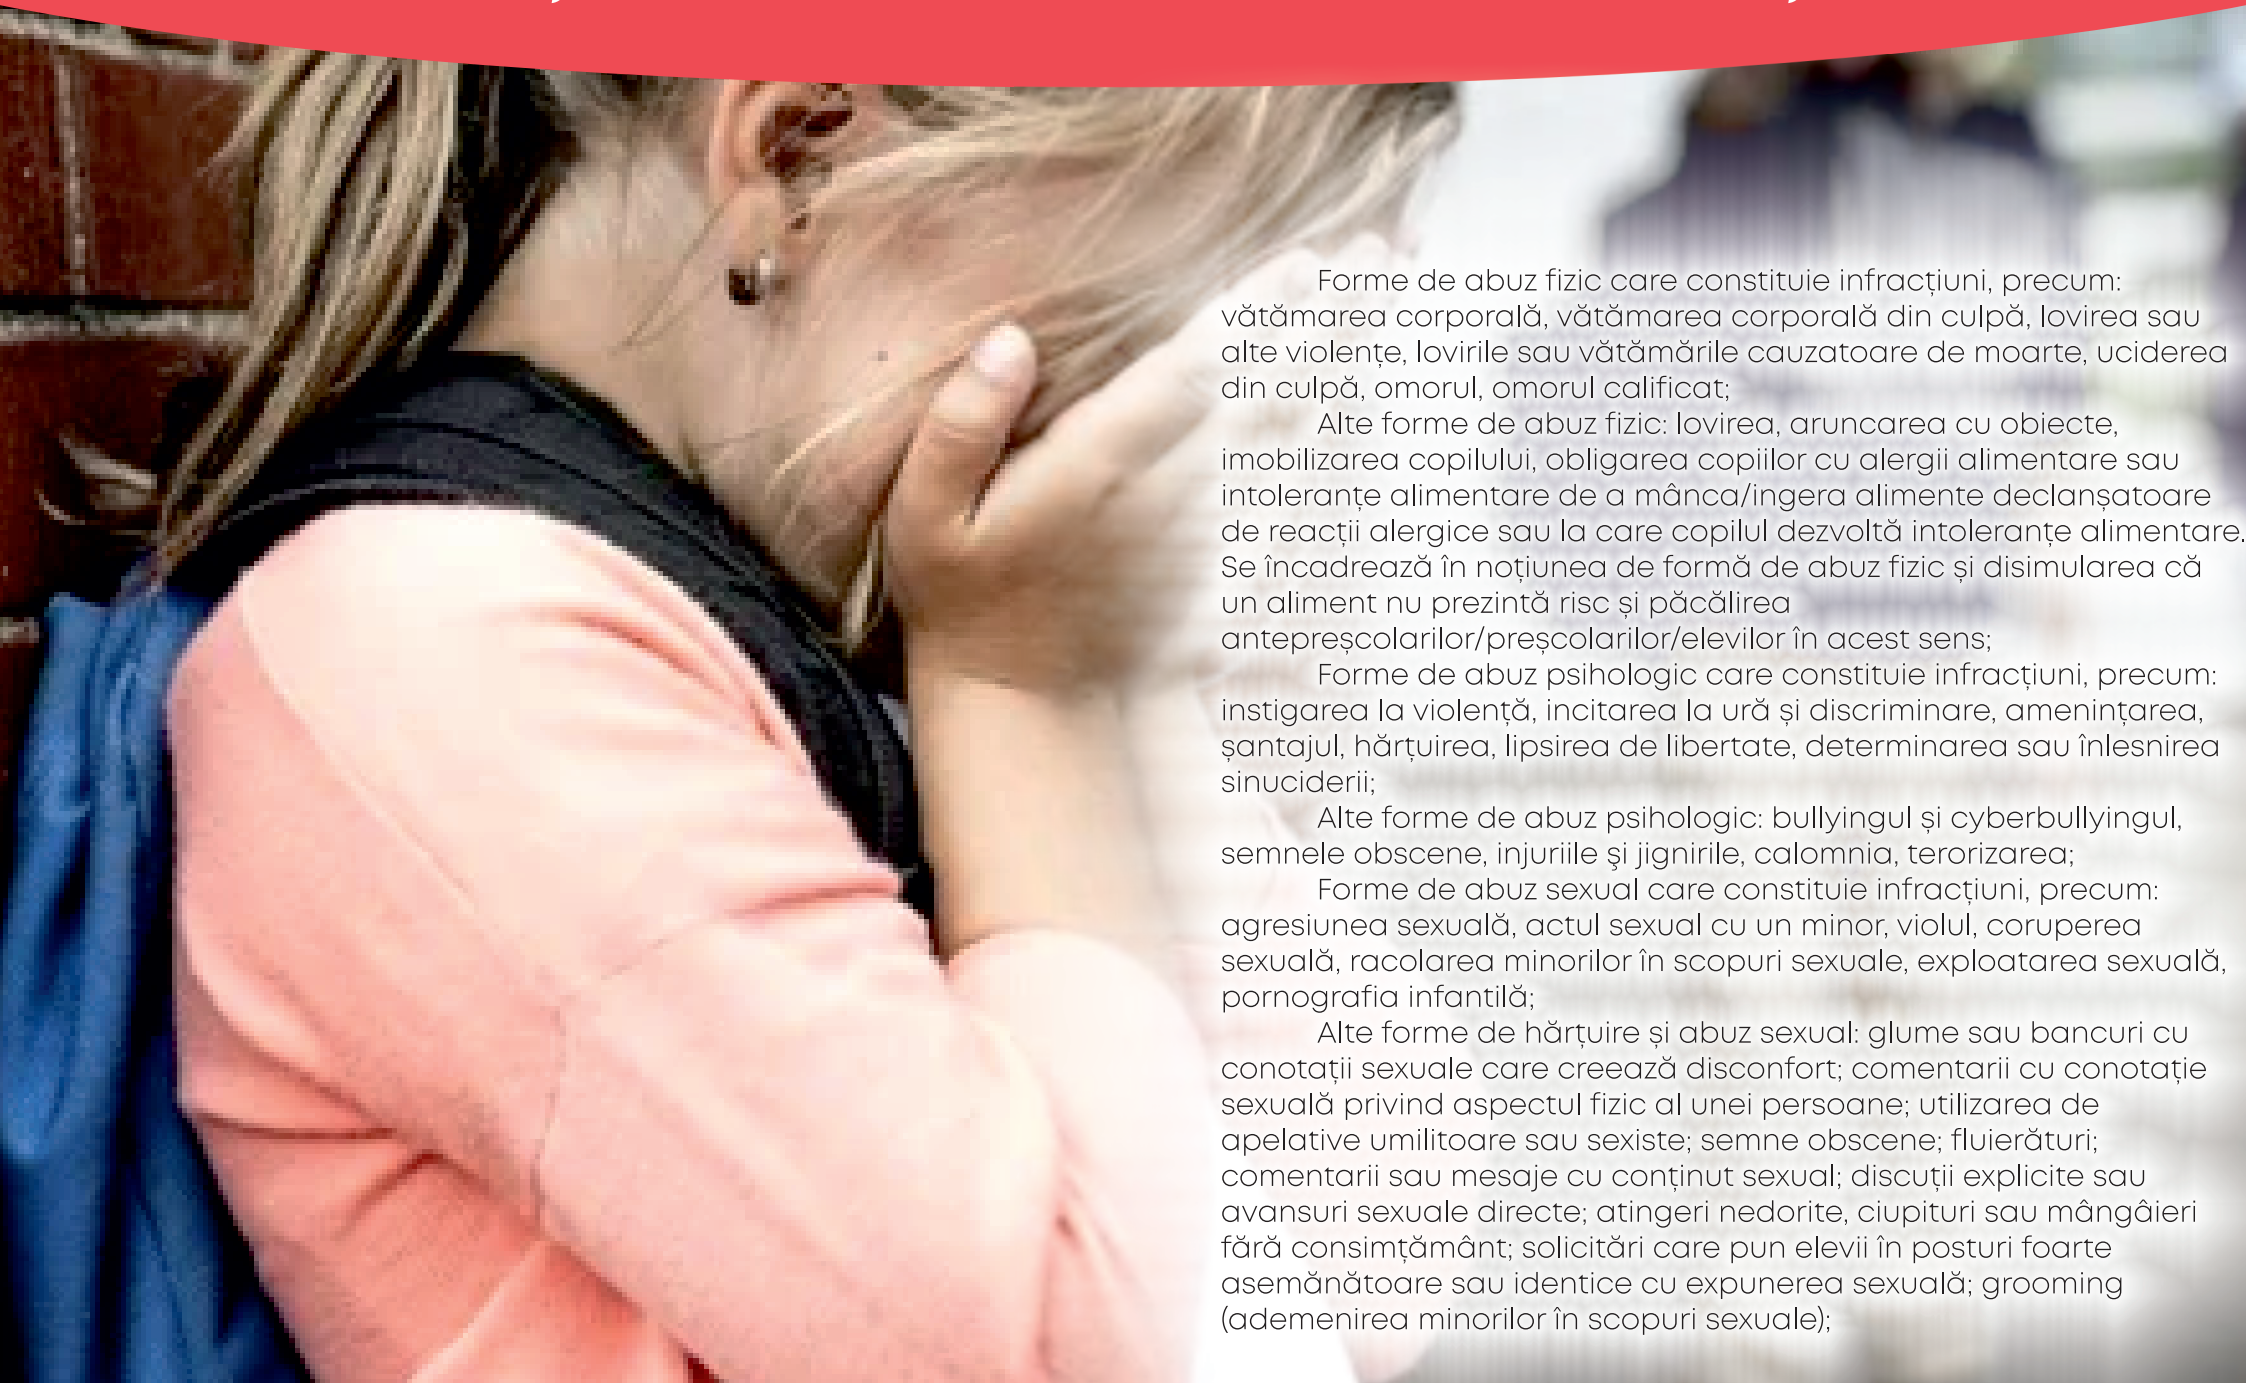 Forme de abuz fizic care constituie infracțiuni, precum:
vătămarea corporală, vătămarea corporală din culpă, lovirea sau
alte violențe, lovirile sau vătămările cauzatoare de moarte, uciderea
din culpă, omorul, omorul calificat;
Alte forme de abuz fizic: lovirea, aruncarea cu obiecte,
imobilizarea copilului, obligarea copiilor cu alergii alimentare sau
intoleranțe alimentare de a mânca/ingera alimente declanșatoare
de reacții alergice sau la care copilul dezvoltă intoleranțe alimentare.
Se încadrează în noțiunea de formă de abuz fizic și disimularea că
un aliment nu prezintă risc și păcălirea
antepreșcolarilor/preșcolarilor/elevilor în acest sens;
Forme de abuz psihologic care constituie infracțiuni, precum:
instigarea la violență, incitarea la ură și discriminare, amenințarea,
șantajul, hărțuirea, lipsirea de libertate, determinarea sau înlesnirea
sinuciderii;
Alte forme de abuz psihologic: bullyingul și cyberbullyingul,
semnele obscene, injuriile şi jignirile, calomnia, terorizarea;
Forme de abuz sexual care constituie infracțiuni, precum:
agresiunea sexuală, actul sexual cu un minor, violul, coruperea
sexuală, racolarea minorilor în scopuri sexuale, exploatarea sexuală,
pornografia infantilă;
Alte forme de hărțuire și abuz sexual: glume sau bancuri cu
conotații sexuale care creează disconfort; comentarii cu conotație
sexuală privind aspectul fizic al unei persoane; utilizarea de
apelative umilitoare sau sexiste; semne obscene; fluierături;
comentarii sau mesaje cu conținut sexual; discuții explicite sau
avansuri sexuale directe; atingeri nedorite, ciupituri sau mângâieri
fără consimțământ; solicitări care pun elevii în posturi foarte
asemănătoare sau identice cu expunerea sexuală; grooming
(ademenirea minorilor în scopuri sexuale);